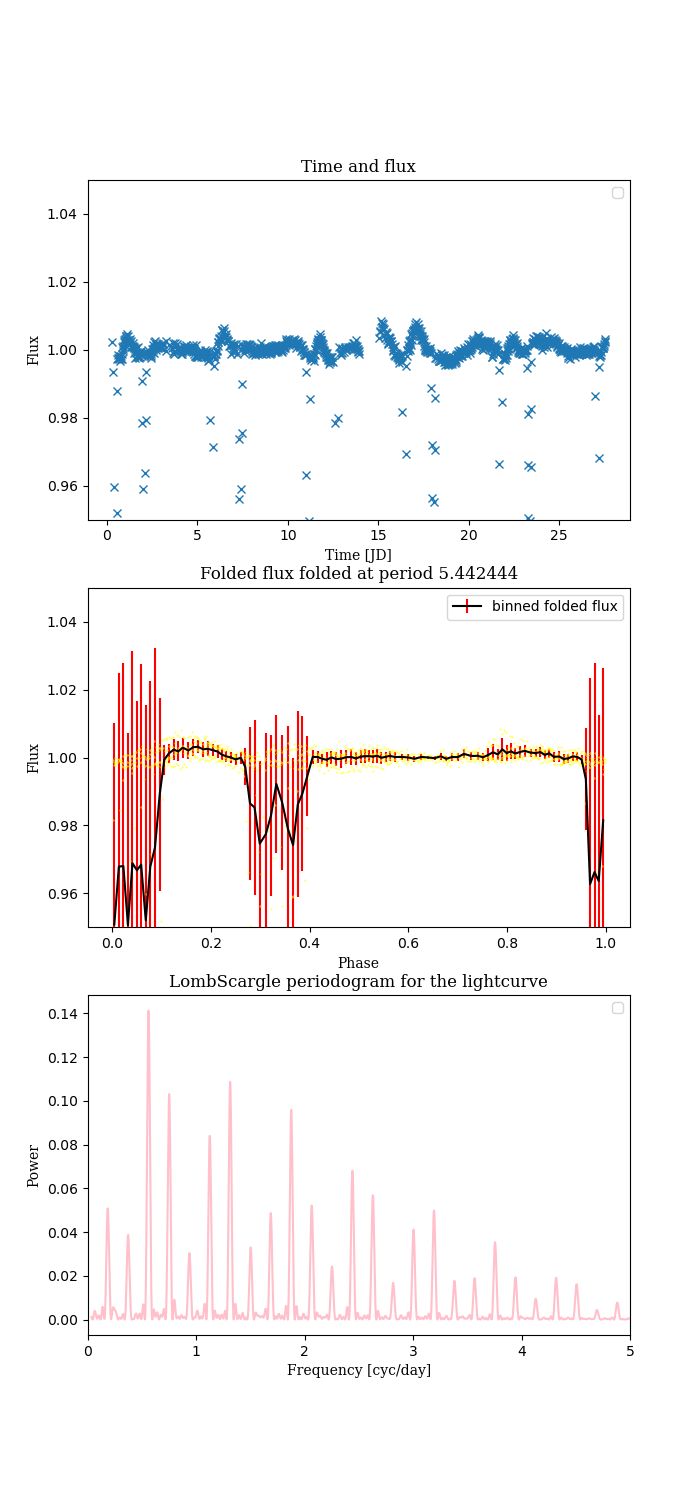 Time and flux
1.04
1.02
1.00
0.98
0.96
Flux
0 5 10 15 20 25
Time [JD]
Folded flux folded at period 5.442444
binned folded flux
1.04
1.02
1.00
0.98
0.96
Flux
0.0 0.2 0.4 0.6 0.8 1.0
Phase
LombScargle periodogram for the lightcurve
0.14
0.12
0.10
0.08
0.06
0.04
0.02
0.00
Power
0 1 2 3 4 5
Frequency [cyc/day]